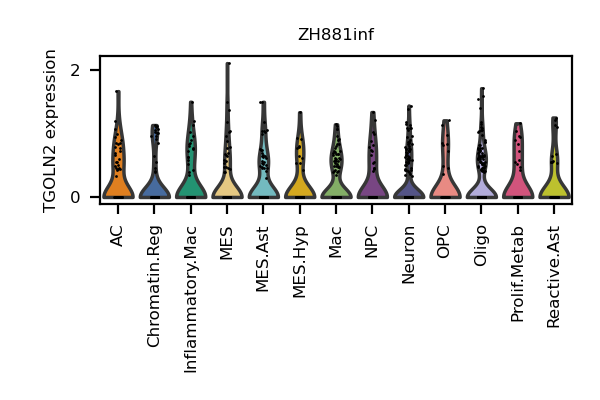 ZH881inf
TGOLN2 expression
2
0
AC
Chromatin.Reg
Inflammatory.Mac
MES
MES.Ast
MES.Hyp
Mac
NPC
Neuron
OPC
Oligo
Prolif.Metab
Reactive.Ast